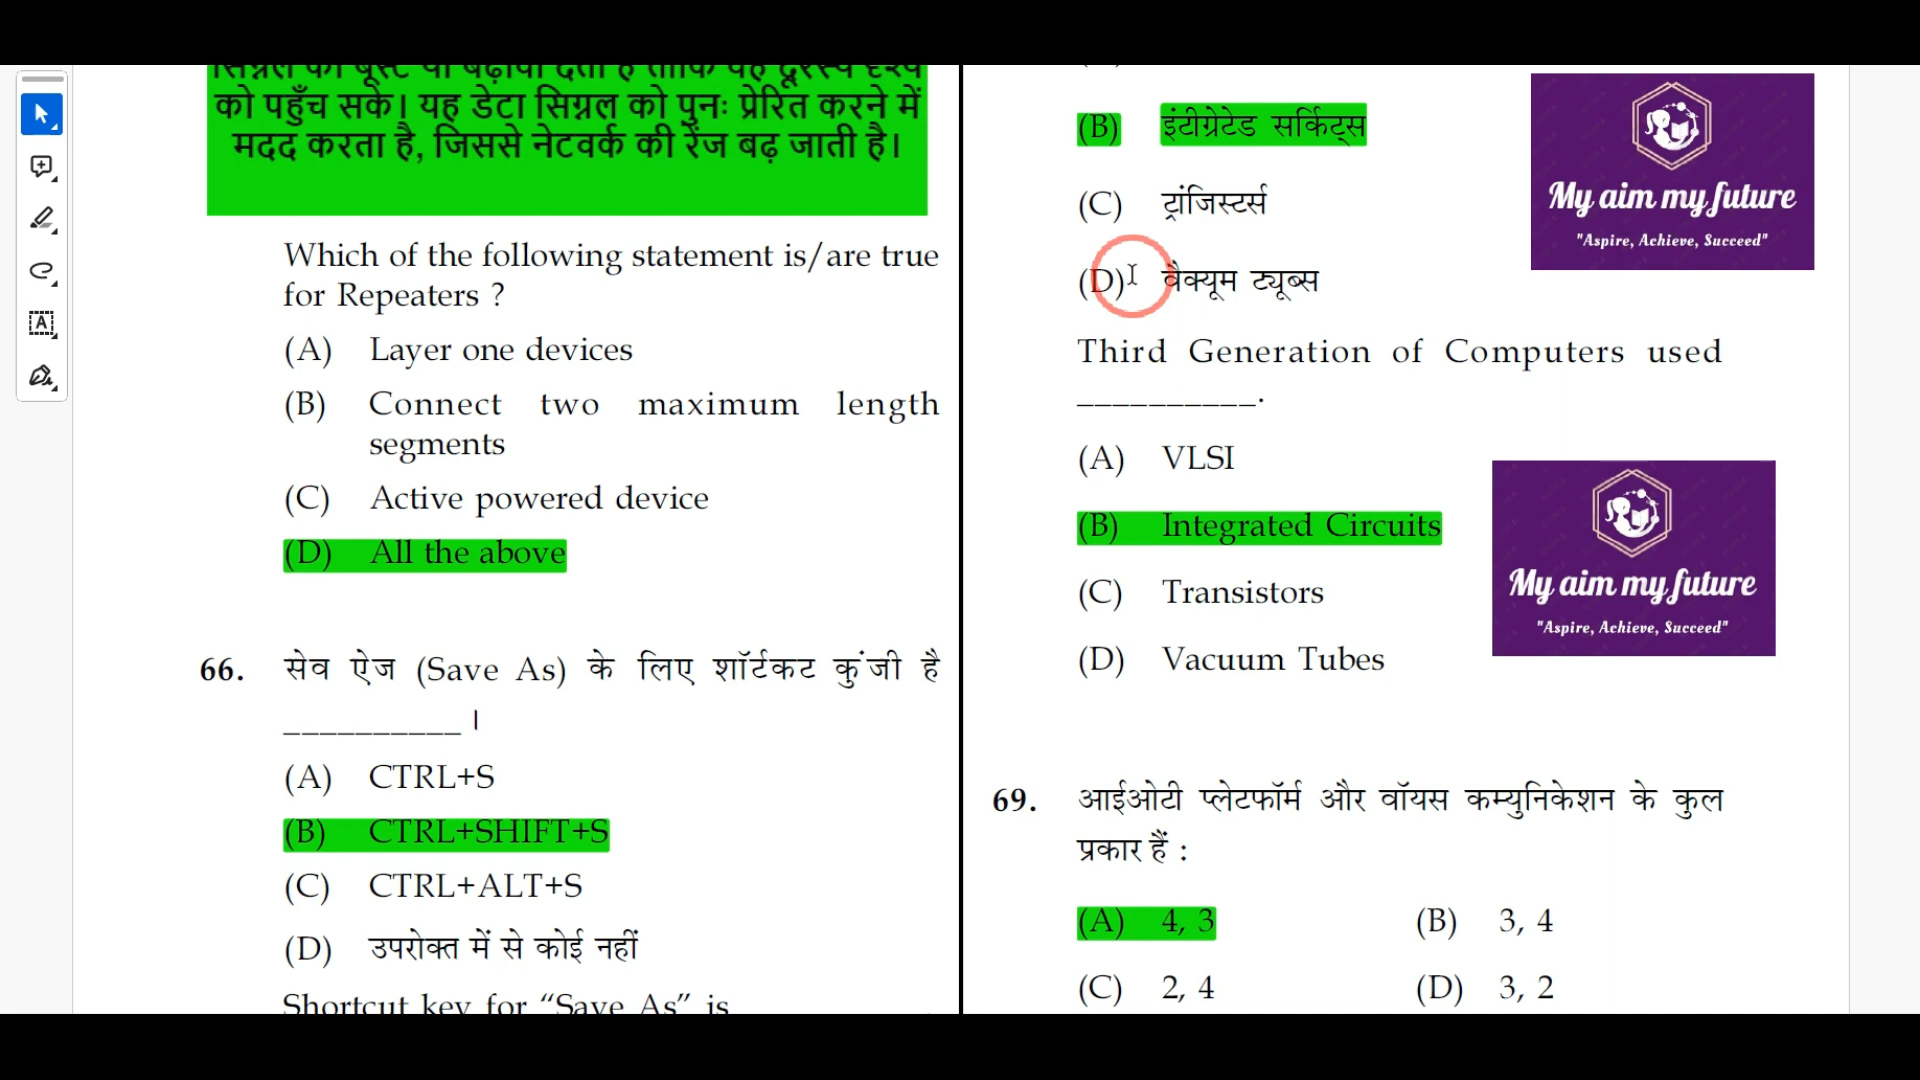 सिग्नल को बूस्ट या बढ़ावा देता है ताकि वह दूरस्थ दृश्य
को पहुँच सके। यह डेटा सिग्नल को पुनः प्रेरित करने में
मदद करता है, जिससे नेटवर्क की रेंज बढ़ जाती है।
Which of the following statement is/are true
for Repeaters ?
(A) Layer one devices
(B) Connect two maximum length
segments
(C) Active powered device
(D) All the above
66. सेव ऐज (Save As) के लिए शॉर्टकट कुंजी है
__________ ।
(A) CTRL+S
(B) CTRL+SHIFT+S
(C) CTRL+ALT+S
(D) उपरोक्त में से कोई नहीं
Shortcut key for “Save As” is
(B) इंटीग्रेटेड सर्किट्स
(C) ट्रांजिस्टर्स
(D) वैक्यूम ट्यूब्स
Third Generation of Computers used
__________.
(A) VLSI
(B) Integrated Circuits
(C) Transistors
(D) Vacuum Tubes
69. आईओटी प्लेटफॉर्म और वॉयस कम्युनिकेशन के कुल
प्रकार हैं :
(A) 4, 3 (B) 3, 4
(C) 2, 4 (D) 3, 2
My aim my future
"Aspire, Achieve, Succeed"
My aim my future
"Aspire, Achieve, Succeed"